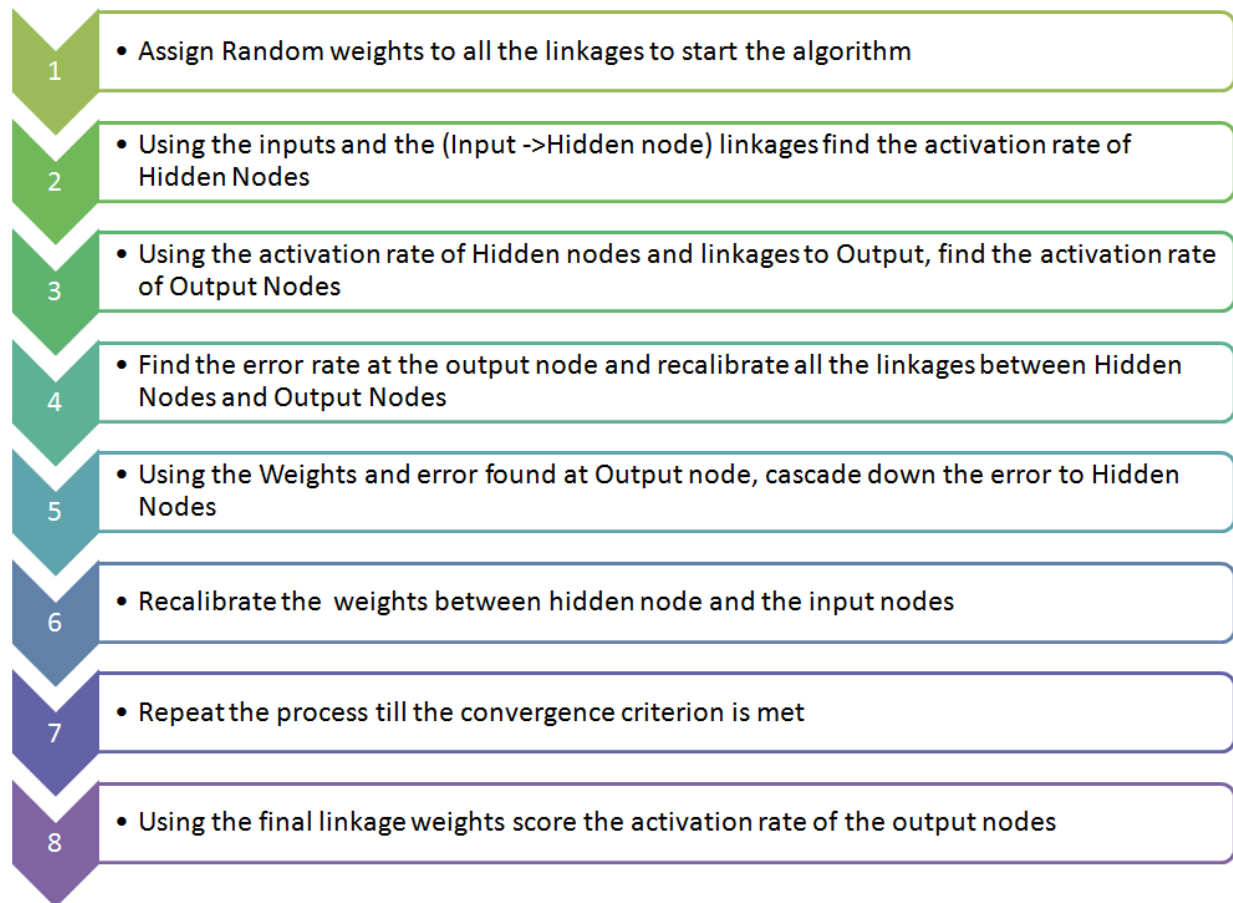 1
• Assign Random weights to all the linkages to start the algorithm
2
• Using the inputs and the (Input ->Hidden node) linkages find the activation rate of
Hidden Nodes
3
• Using the activation rate of Hidden nodes and linkages to Output, find the activation rate
of Output Nodes
4
• Find the error rate at the output node and recalibrate all the linkages between Hidden
Nodes and Output Nodes
5
• Using the Weights and error found at Output node, cascade down the error to Hidden
Nodes
6
• Recalibrate the weights between hidden node and the input nodes
7
• Repeat the process till the convergence criterion is met
8
• Using the final linkage weights score the activation rate of the output nodes